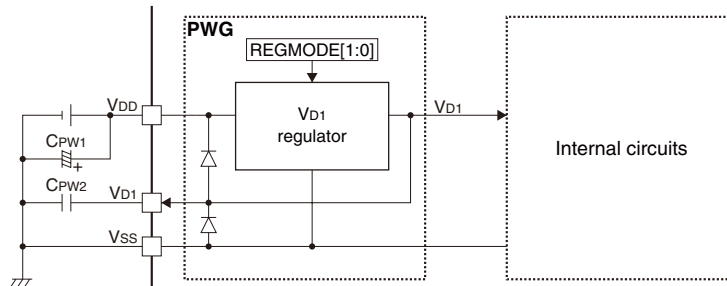 PWG
REGMODE[1:0]
VDD
VD1
regulator
VD1
Internal circuits
CPW1
+
CPW2
VD1
VSS